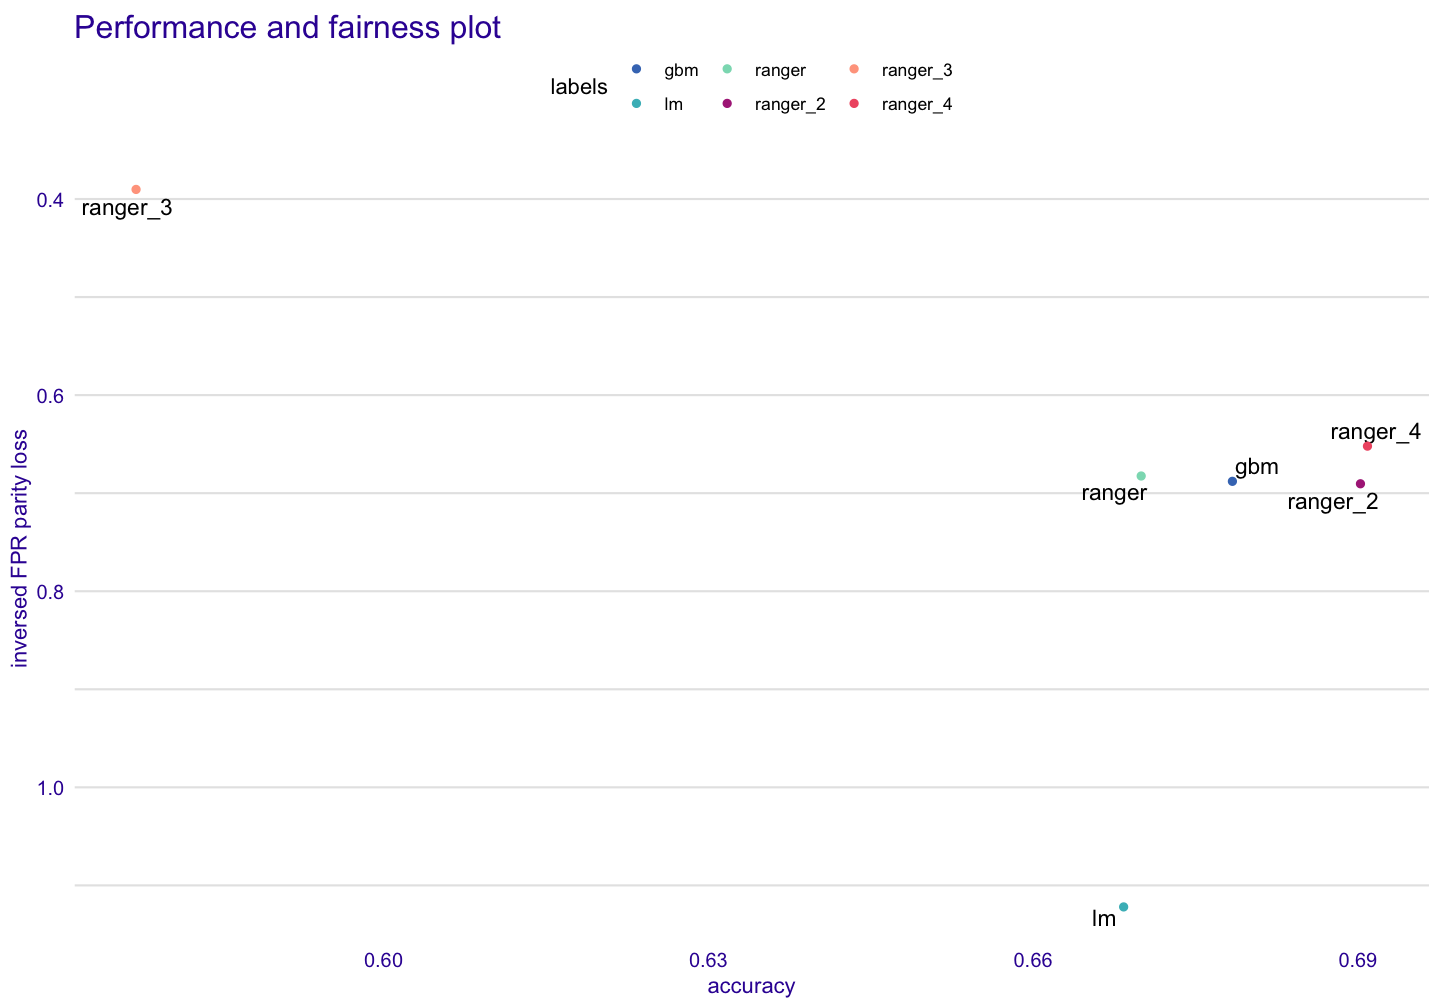 Performance and fairness plot
labels
gbm ranger ranger_3
lm ranger_2 ranger_4
inversed FPR parity loss
0.4
0.6
0.8
1.0
ranger_3
ranger_4
gbm
ranger
ranger_2
lm
0.60 0.63 0.66 0.69
accuracy